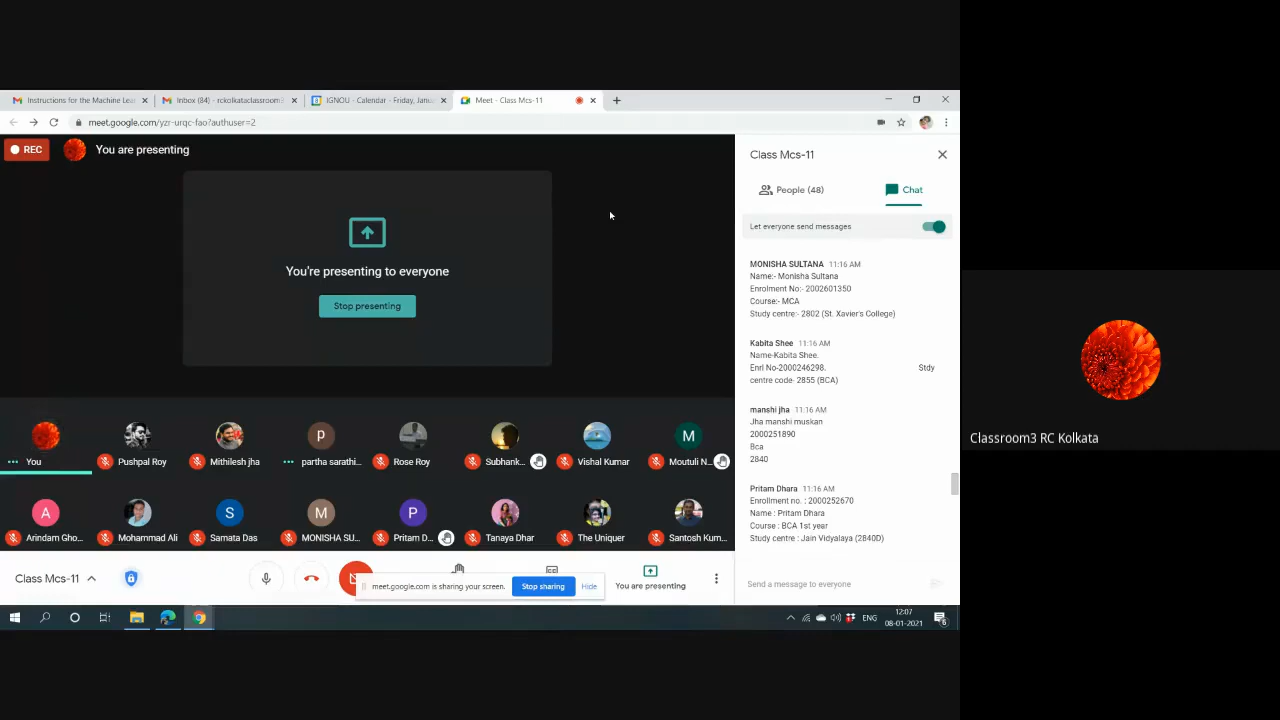 Instructions for the Machine Lea
Inbox (84) - rckolkataclassroom3
IGNOU - Calendar - Friday, Janu
Meet - Class Mcs-11
meet.google.com/yzr-urqc-fao?authuser=2
REC
You are presenting
You're presenting to everyone
Stop presenting
You
Pushpal Roy
Mithilesh jha
p
partha sarathi...
Rose Roy
Subhank...
Vishal Kumar
M
Moutuli N...
A
Arindam Gho...
Mohammad Ali
S
Samata Das
M
MONISHA SU...
P
Pritam D...
Tanaya Dhar
The Uniquer
Santosh Kum...
Class Mcs-11
meet.google.com is sharing your screen.
Stop sharing
Hide
You are presenting
Class Mcs-11
People (48)
Chat
Let everyone send messages
MONISHA SULTANA 11:16 AM
Name:- Monisha Sultana
Enrolment No:- 2002601350
Course:- MCA
Study centre:- 2802 (St. Xavier's College)
Kabita Shee 11:16 AM
Name-Kabita Shee.
Enrl No-2000246298. Stdy
centre code- 2855 (BCA)
manshi jha 11:16 AM
Jha manshi muskan
2000251890
Bca
2840
Pritam Dhara 11:16 AM
Enrollment no. : 2000252670
Name : Pritam Dhara
Course : BCA 1st year
Study centre : Jain Vidyalaya (2840D)
Send a message to everyone
ENG
12:07
08-01-2021
6
Classroom3 RC Kolkata